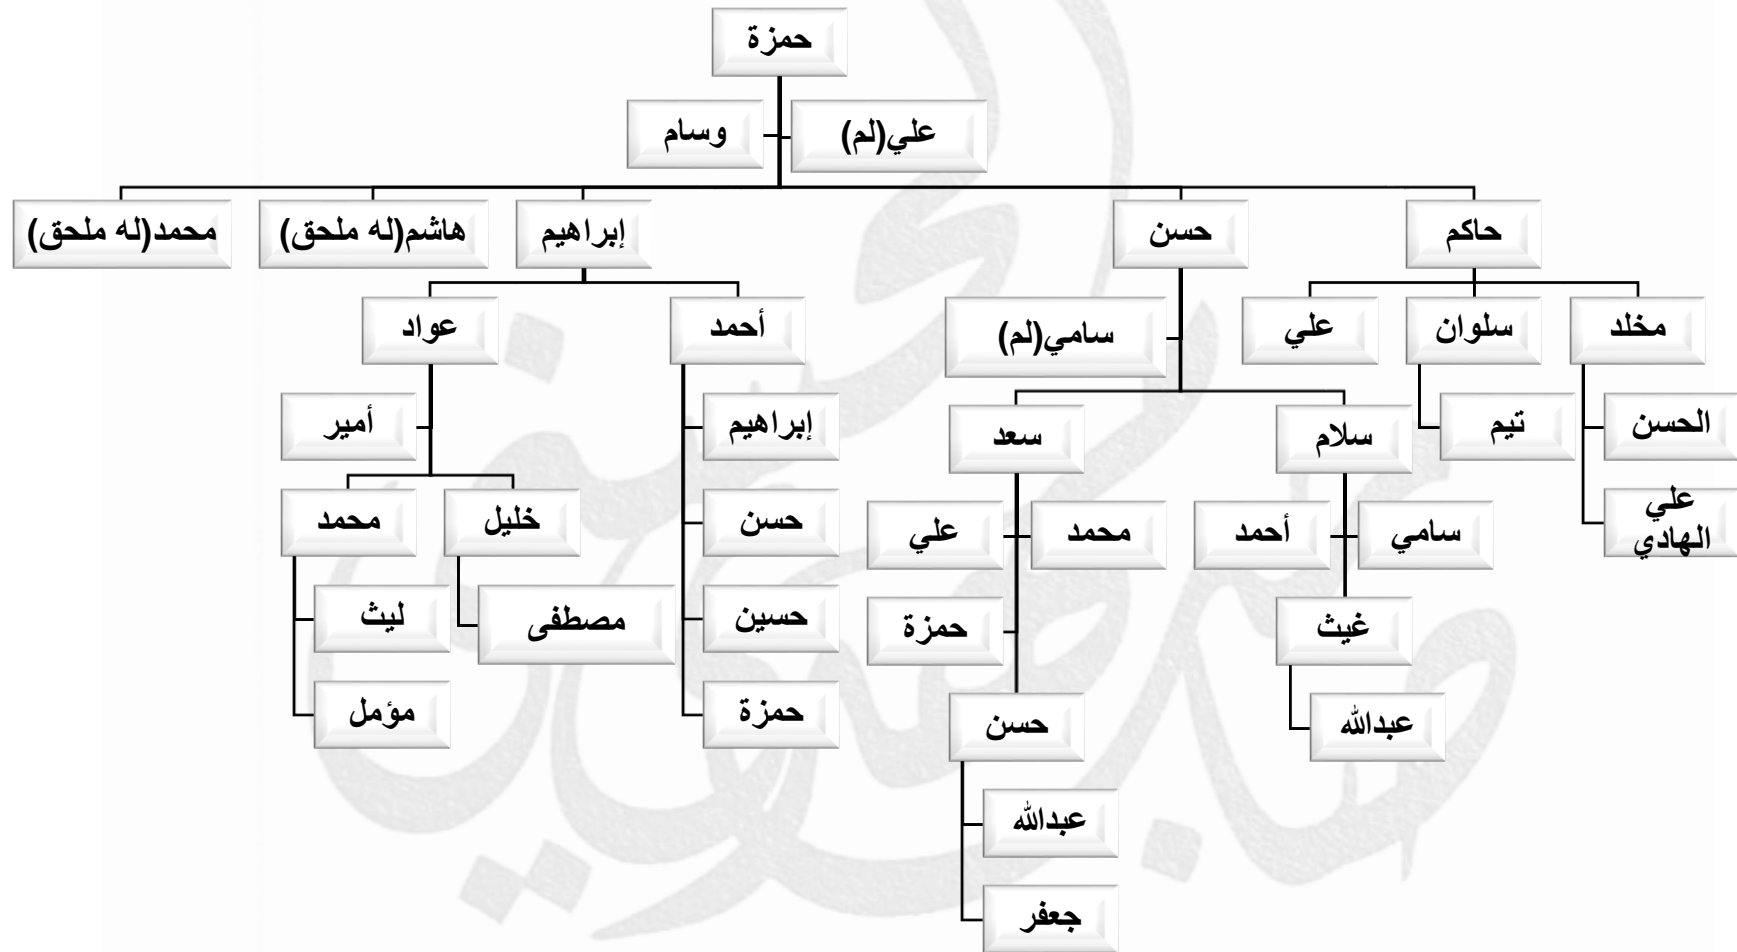 حمزة
علي(لم)
وسام
حاكم
حسن
إبراهيم
هاشم(له ملحق)
محمد(له ملحق)
مخلد
سلوان
علي
سامي(لم)
أحمد
عواد
الحسن
تيم
سلام
سعد
إبراهيم
أمير
علي
الهادي
سامي
أحمد
محمد
علي
حسن
خليل
محمد
غيث
حمزة
حسين
مصطفى
ليث
عبدالله
حسن
حمزة
مؤمل
عبدالله
جعفر